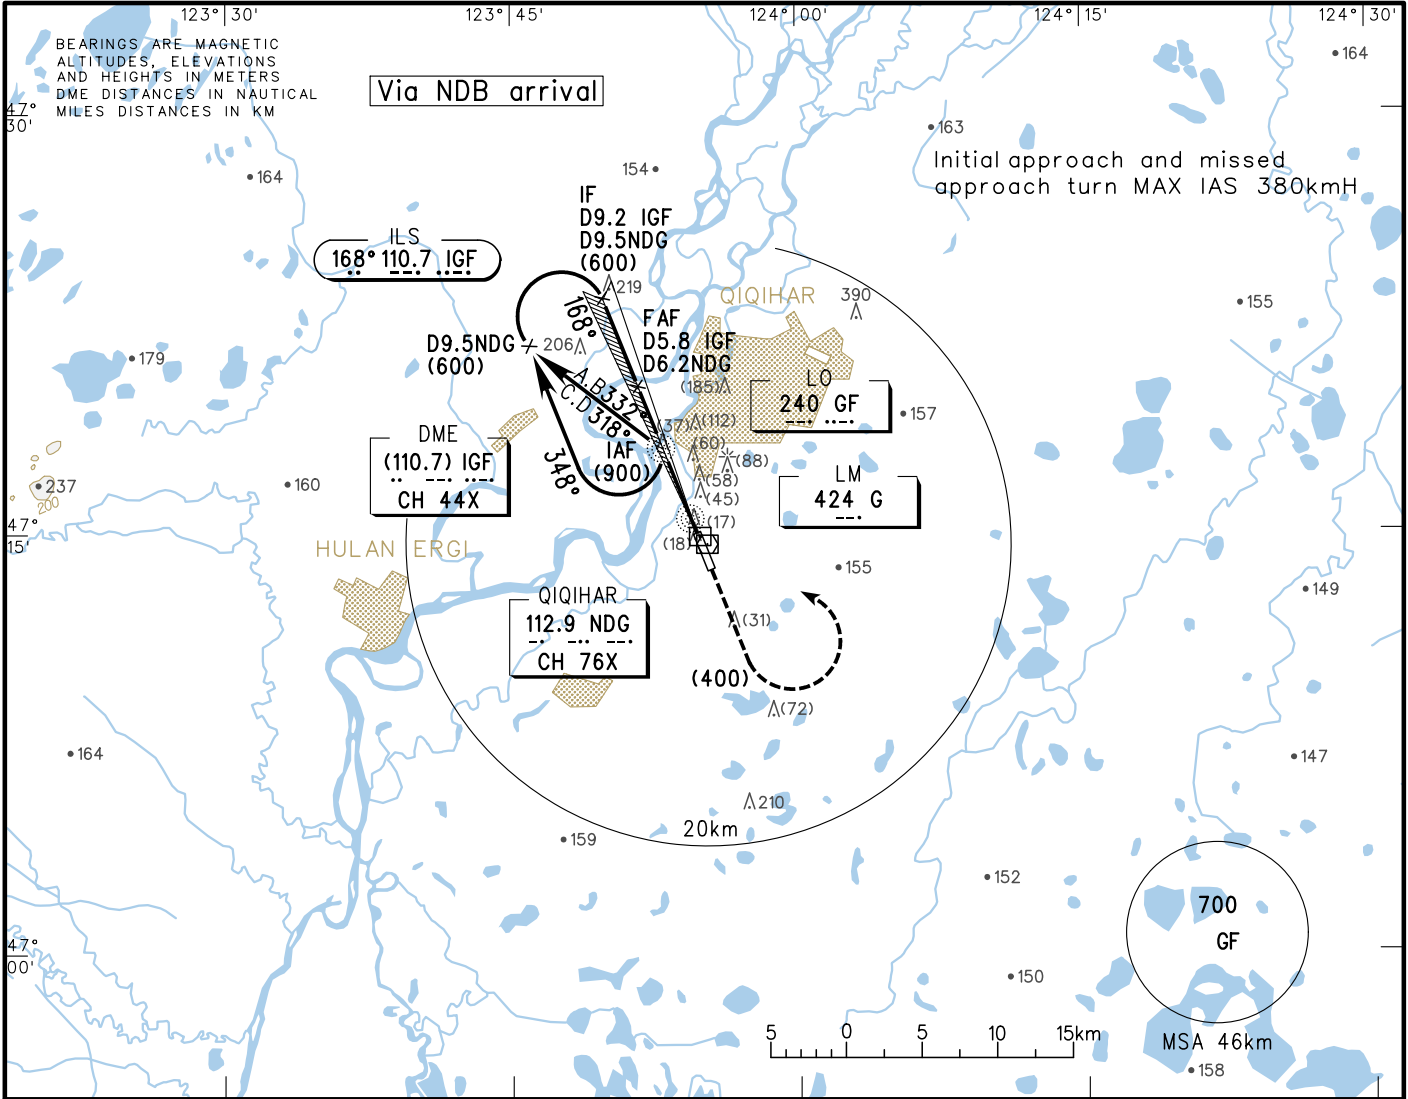 123° 30'
123° 45'
124° 00'
124° 15'
124° 30'
BEARINGS ARE MAGNETIC
ALTITUDES, ELEVATIONS
AND HEIGHTS IN METERS
DME DISTANCES IN NAUTICAL
MILES DISTANCES IN KM
47°
30'
Via NDB arrival
164
163
154
164
Initial approach and missed
approach turn MAX IAS 380kmH
IF
D9.2 IGF
D9.5NDG
(600)
219
ILS
168° 110.7 IGF
QIQIHAR
390
155
168°
FAF
D5.8 IGF
D6.2NDG
D9.5NDG
(600)
206
179
A.B332°
C.D318°
(185)
LO
240 GF
157
(37)
(112)
(60)
(88)
IAF
(900)
348°
(58)
(45)
(17)
(18)
DME
(110.7) IGF
CH 44X
LM
424 G
237
200
160
47°
15'
HULAN ERGI
155
149
QIQIHAR
112.9 NDG
CH 76X
(31)
(400)
(72)
164
147
210
20km
159
152
700
GF
47°
00'
150
5 0 5 10 15km
MSA 46km
158